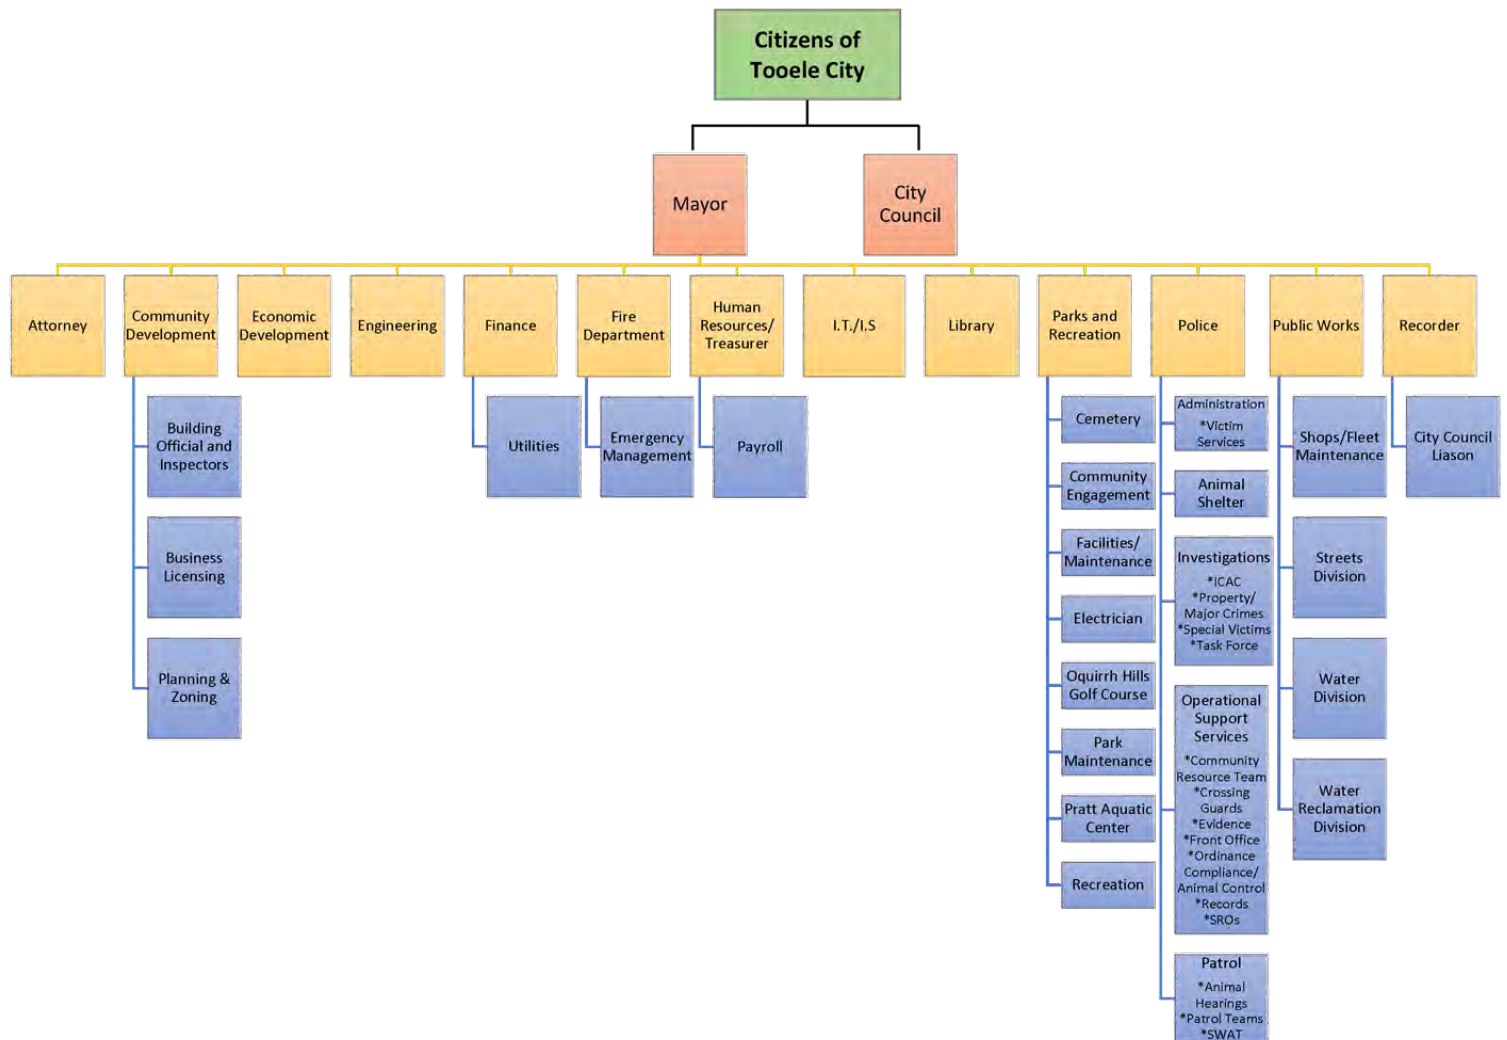 Citizens of
Tooele City
Mayor
City
Council
Attorney
Community
Development
Economic
Development
Engineering
Finance
Fire
Department
Human
Resources/
Treasurer
I.T./I.S
Library
Parks and
Recreation
Police
Public Works
Recorder
Building
Official and
Inspectors
Business
Licensing
Planning &
Zoning
Utilities
Emergency
Management
Payroll
Cemetery
Community
Engagement
Facilities/
Maintenance
Electrician
Oquirrh Hills
Golf Course
Park
Maintenance
Pratt Aquatic
Center
Recreation
Administration
*Victim
Services
Animal
Shelter
Investigations
*ICAC
*Property/
Major Crimes
*Special Victims
*Task Force
Operational
Support
Services
*Community
Resource Team
*Crossing
Guards
*Evidence
*Front Office
*Ordinance
Compliance/
Animal Control
*Records
*SROs
Patrol
*Animal
Hearings
*Patrol Teams
*SWAT
Shops/Fleet
Maintenance
Streets
Division
Water
Division
Water
Reclamation
Division
City Council
Liason